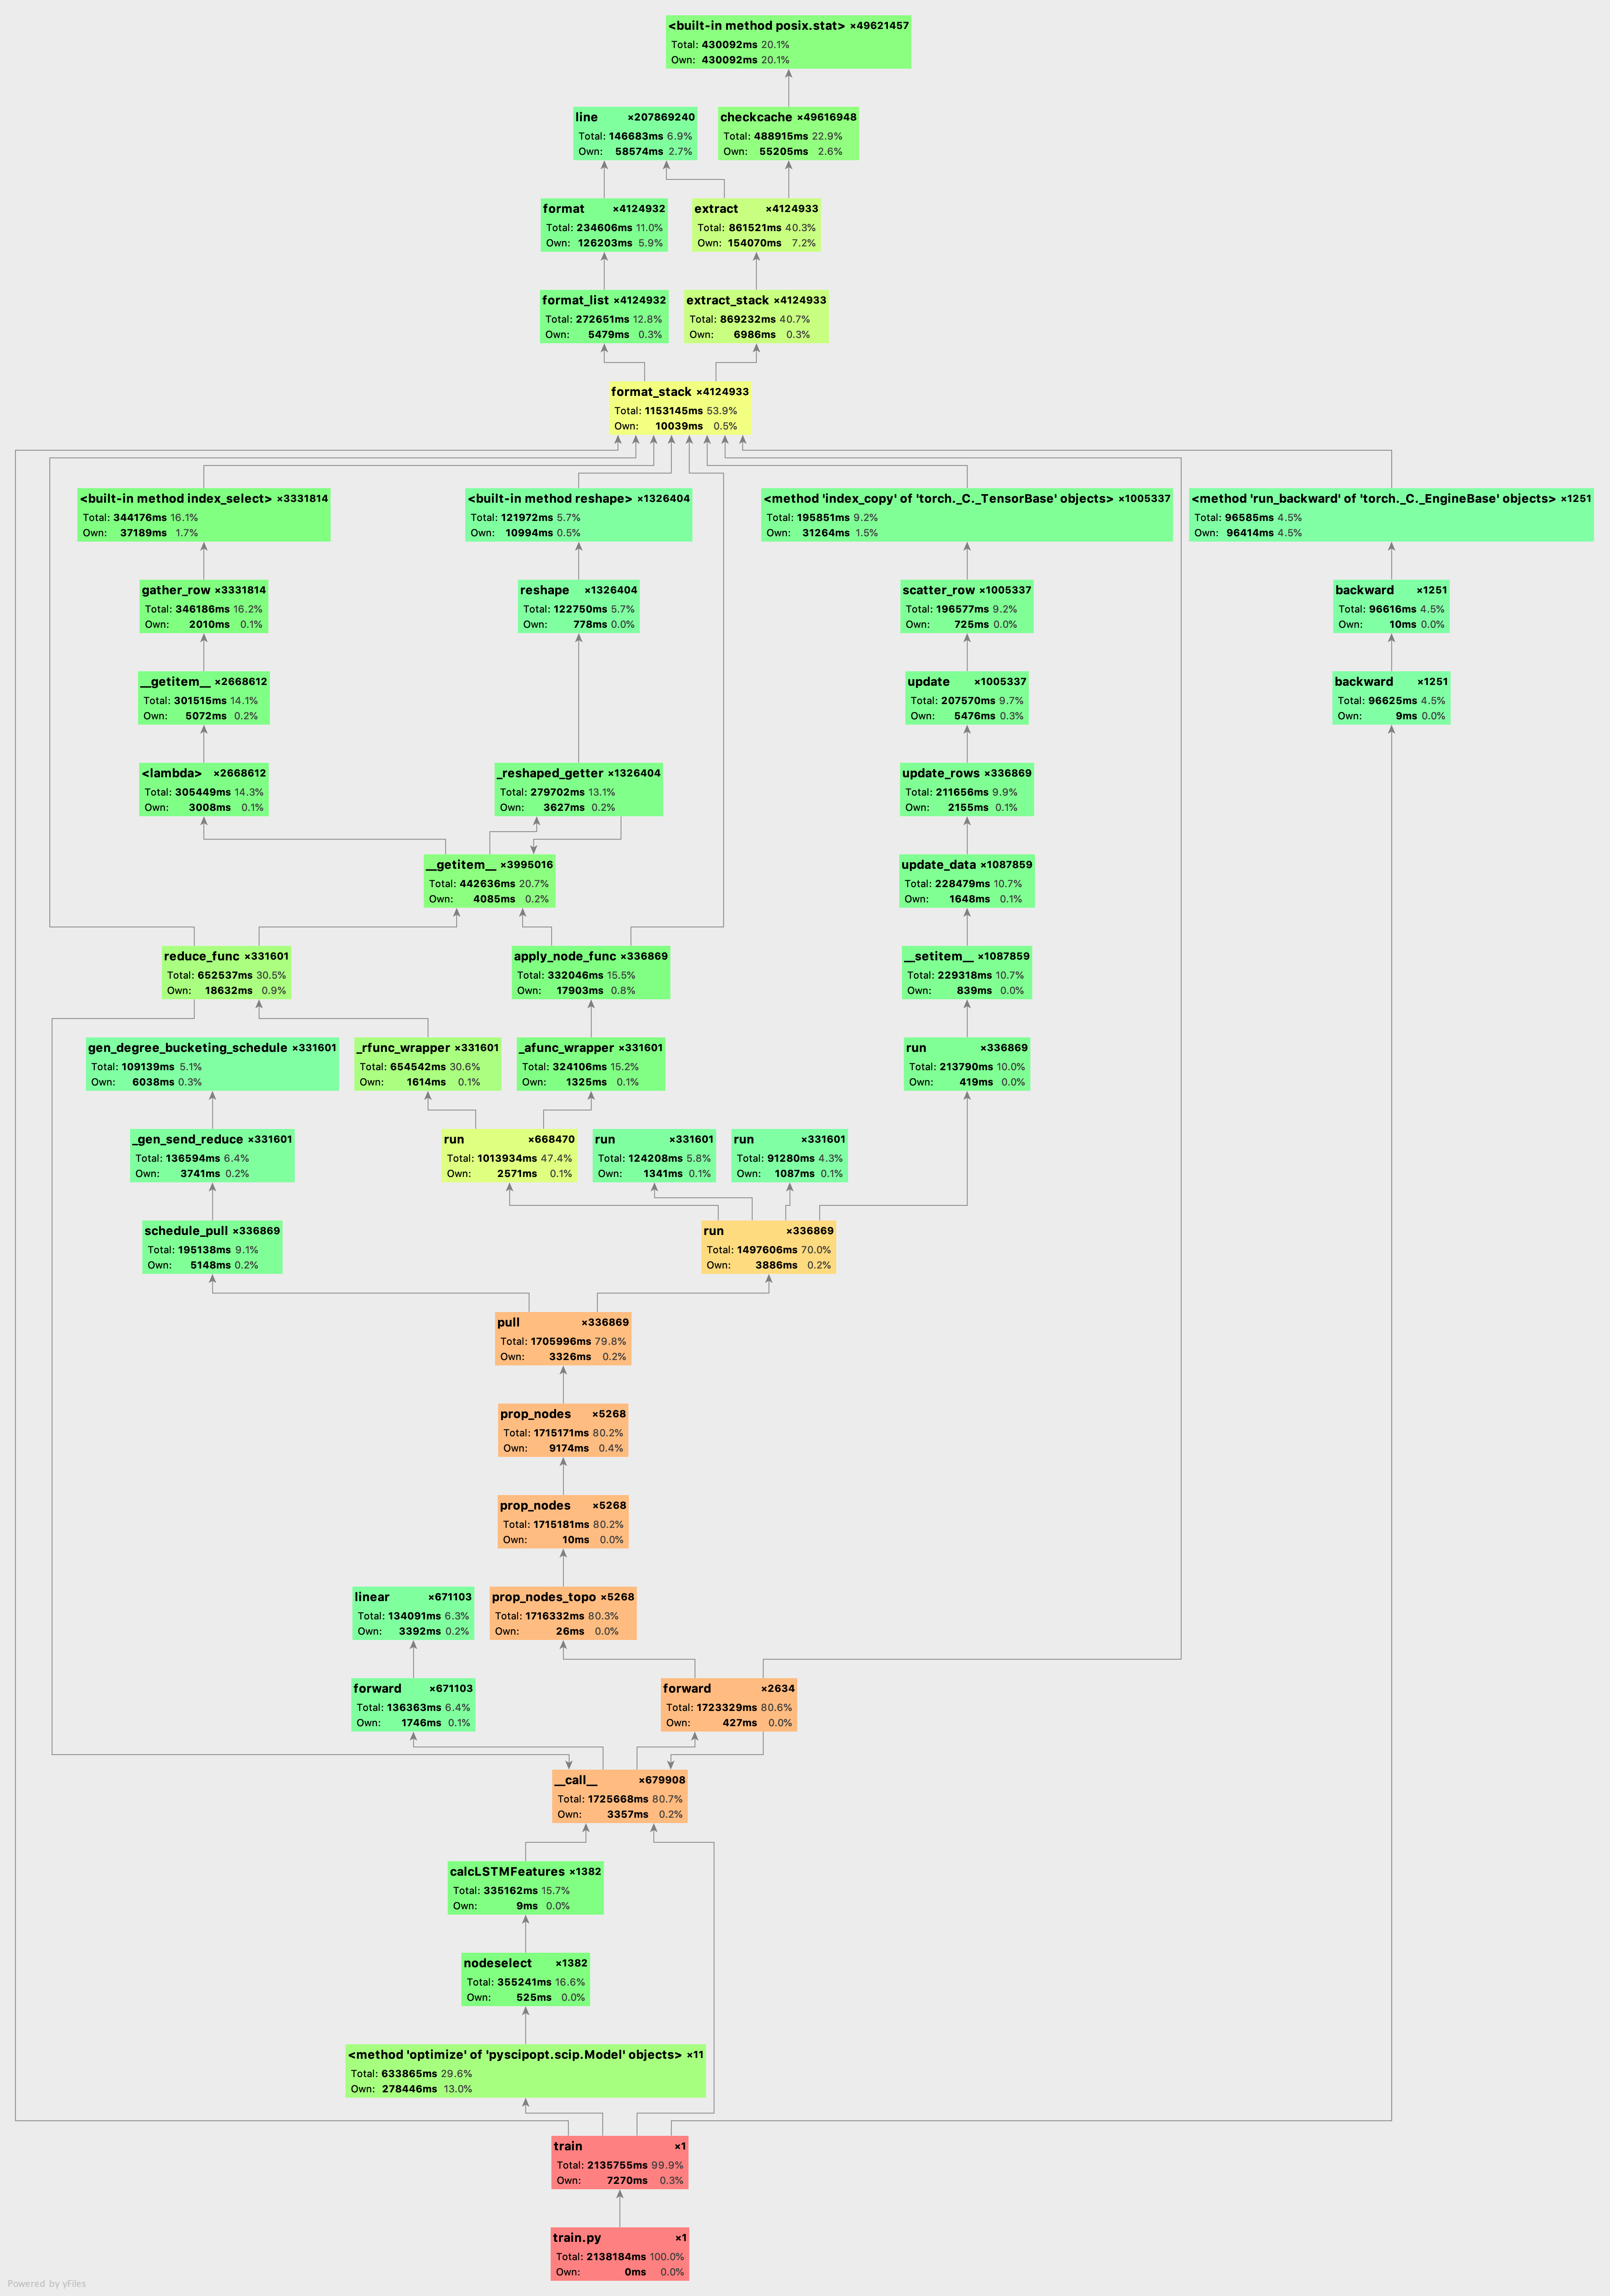 <built-in method posix.stat> ×49621457
Total: 430092ms 20.1%
Own: 430092ms 20.1%
line ×207869240
Total: 146683ms 6.9%
Own: 58574ms 2.7%
checkcache ×49616948
Total: 488915ms 22.9%
Own: 55205ms 2.6%
format ×4124932
Total: 234606ms 11.0%
Own: 126203ms 5.9%
extract ×4124933
Total: 861521ms 40.3%
Own: 154070ms 7.2%
format_list ×4124932
Total: 272651ms 12.8%
Own: 5479ms 0.3%
extract_stack ×4124933
Total: 869232ms 40.7%
Own: 6986ms 0.3%
format_stack ×4124933
Total: 1153145ms 53.9%
Own: 10039ms 0.5%
<built-in method index_select> ×3331814
Total: 344176ms 16.1%
Own: 37189ms 1.7%
<built-in method reshape> ×1326404
Total: 121972ms 5.7%
Own: 10994ms 0.5%
<method 'index_copy' of 'torch._C._TensorBase' objects> ×1005337
Total: 195851ms 9.2%
Own: 31264ms 1.5%
<method 'run_backward' of 'torch._C._EngineBase' objects> ×1251
Total: 96585ms 4.5%
Own: 96414ms 4.5%
gather_row ×3331814
Total: 346186ms 16.2%
Own: 2010ms 0.1%
reshape ×1326404
Total: 122750ms 5.7%
Own: 778ms 0.0%
scatter_row ×1005337
Total: 196577ms 9.2%
Own: 725ms 0.0%
backward ×1251
Total: 96616ms 4.5%
Own: 10ms 0.0%
__getitem__ ×2668612
Total: 301515ms 14.1%
Own: 5072ms 0.2%
update ×1005337
Total: 207570ms 9.7%
Own: 5476ms 0.3%
backward ×1251
Total: 96625ms 4.5%
Own: 9ms 0.0%
<lambda> ×2668612
Total: 305449ms 14.3%
Own: 3008ms 0.1%
_reshaped_getter ×1326404
Total: 279702ms 13.1%
Own: 3627ms 0.2%
update_rows ×336869
Total: 211656ms 9.9%
Own: 2155ms 0.1%
__getitem__ ×3995016
Total: 442636ms 20.7%
Own: 4085ms 0.2%
update_data ×1087859
Total: 228479ms 10.7%
Own: 1648ms 0.1%
reduce_func ×331601
Total: 652537ms 30.5%
Own: 18632ms 0.9%
apply_node_func ×336869
Total: 332046ms 15.5%
Own: 17903ms 0.8%
__setitem__ ×1087859
Total: 229318ms 10.7%
Own: 839ms 0.0%
gen_degree_bucketing_schedule ×331601
Total: 109139ms 5.1%
Own: 6038ms 0.3%
_rfunc_wrapper ×331601
Total: 654542ms 30.6%
Own: 1614ms 0.1%
_afunc_wrapper ×331601
Total: 324106ms 15.2%
Own: 1325ms 0.1%
run ×336869
Total: 213790ms 10.0%
Own: 419ms 0.0%
_gen_send_reduce ×331601
Total: 136594ms 6.4%
Own: 3741ms 0.2%
run ×668470
Total: 1013934ms 47.4%
Own: 2571ms 0.1%
run ×331601
Total: 124208ms 5.8%
Own: 1341ms 0.1%
run ×331601
Total: 91280ms 4.3%
Own: 1087ms 0.1%
schedule_pull ×336869
Total: 195138ms 9.1%
Own: 5148ms 0.2%
run ×336869
Total: 1497606ms 70.0%
Own: 3886ms 0.2%
pull ×336869
Total: 1705996ms 79.8%
Own: 3326ms 0.2%
prop_nodes ×5268
Total: 1715171ms 80.2%
Own: 9174ms 0.4%
prop_nodes ×5268
Total: 1715181ms 80.2%
Own: 10ms 0.0%
linear ×671103
Total: 134091ms 6.3%
Own: 3392ms 0.2%
prop_nodes_topo ×5268
Total: 1716332ms 80.3%
Own: 26ms 0.0%
forward ×671103
Total: 136363ms 6.4%
Own: 1746ms 0.1%
forward ×2634
Total: 1723329ms 80.6%
Own: 427ms 0.0%
__call__ ×679908
Total: 1725668ms 80.7%
Own: 3357ms 0.2%
calcLSTMFeatures ×1382
Total: 335162ms 15.7%
Own: 9ms 0.0%
nodeselect ×1382
Total: 355241ms 16.6%
Own: 525ms 0.0%
<method 'optimize' of 'pyscipopt.scip.Model' objects> ×11
Total: 633865ms 29.6%
Own: 278446ms 13.0%
train ×1
Total: 2135755ms 99.9%
Own: 7270ms 0.3%
train.py ×1
Total: 2138184ms 100.0%
Own: 0ms 0.0%
Powered by yFiles